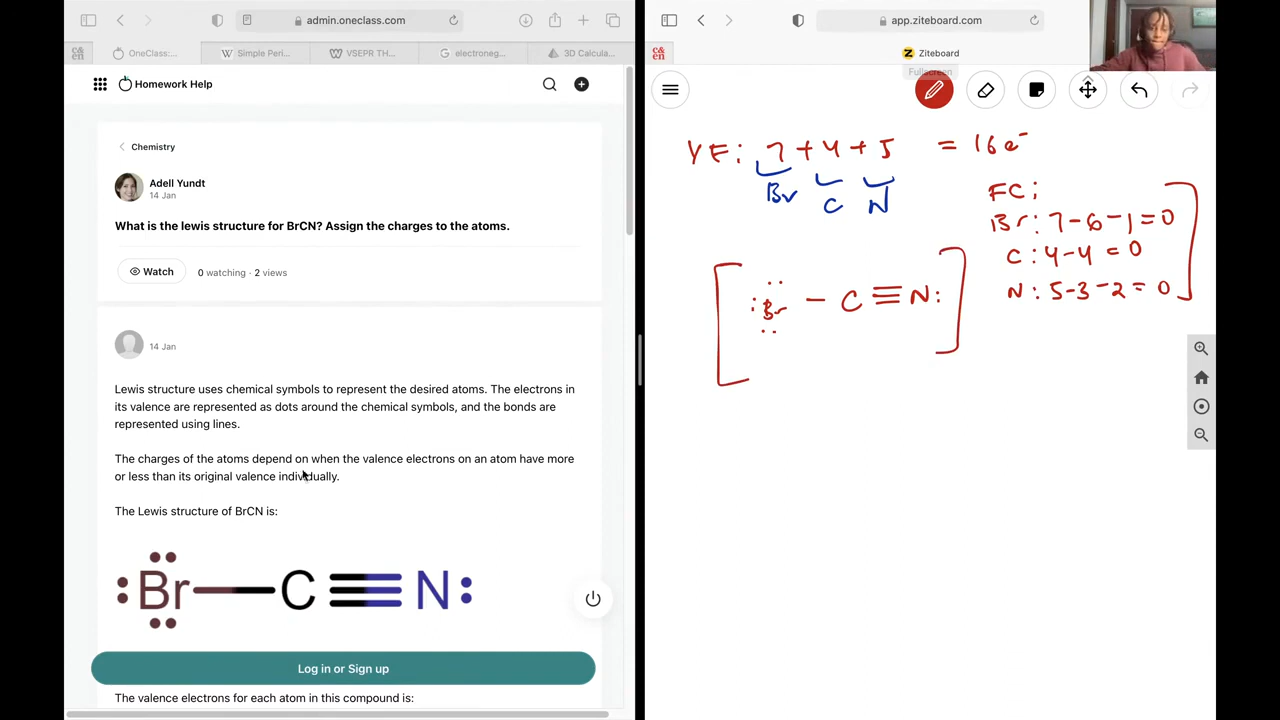 admin.oneclass.com
OneClass:...
Simple Peri...
VSEPR TH...
electroneg...
3D Calcula...
Homework Help
Chemistry
Adell Yundt
14 Jan
What is the lewis structure for BrCN? Assign the charges to the atoms.
Watch
0 watching · 2 views
14 Jan
Lewis structure uses chemical symbols to represent the desired atoms. The electrons in
its valence are represented as dots around the chemical symbols, and the bonds are
represented using lines.
The charges of the atoms depend on when the valence electrons on an atom have more
or less than its original valence individually.
The Lewis structure of BrCN is:
:Br—C≡N:
Log in or Sign up
The valence electrons for each atom in this compound is:
app.ziteboard.com
c&en
c&en
Z Ziteboard
Fullscreen
VE: 7 + 4 + 5 = 16e⁻
Br C N
FC:
Br: 7-6-1=0
C: 4-4=0
N: 5-3-2=0
[:Br — C≡N:]